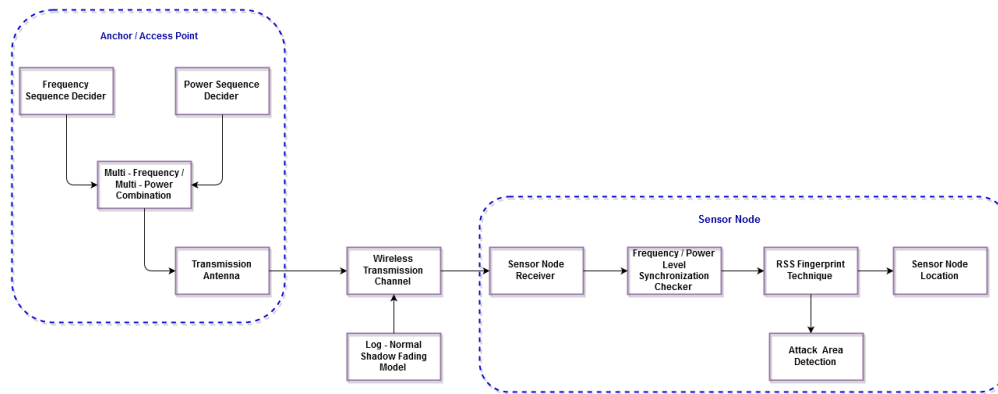 Anchor / Access Point
Frequency
Sequence Decider
Power Sequence
Decider
Multi - Frequency /
Multi - Power
Combination
Transmission
Antenna
Wireless
Transmission
Channel
Log - Normal
Shadow Fading
Model
Sensor Node
Sensor Node
Receiver
Frequency / Power
Level
Synchronization
Checker
RSS Fingerprint
Technique
Sensor Node
Location
Attack Area
Detection